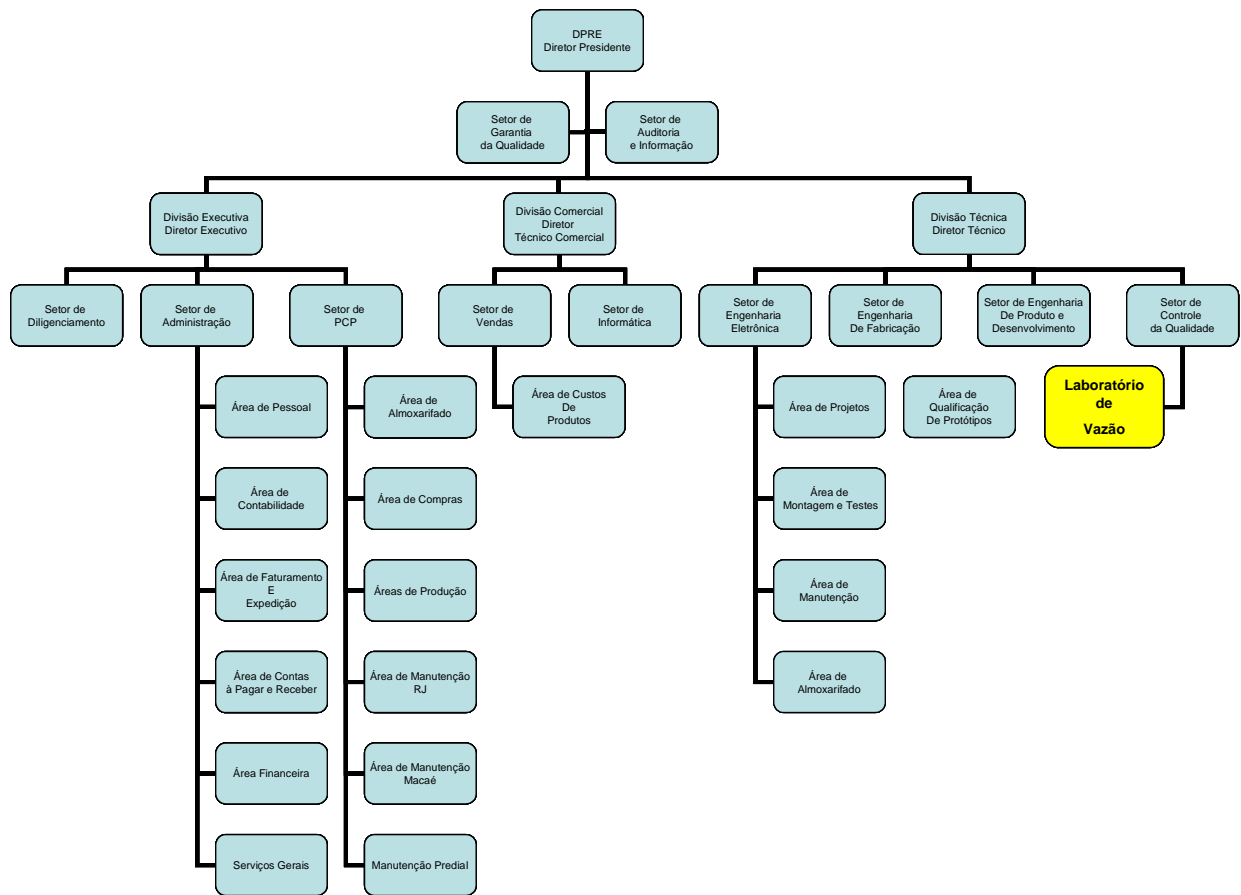 DPRE
Diretor Presidente
Setor de
Garantia
da Qualidade
Setor de
Auditoria
e Informação
Divisão Executiva
Diretor Executivo
Divisão Comercial
Diretor
Técnico Comercial
Divisão Técnica
Diretor Técnico
Setor de
Diligenciamento
Setor de
Administração
Setor de
PCP
Setor de
Vendas
Setor de
Informática
Setor de
Engenharia
Eletrônica
Setor de
Engenharia
De Fabricação
Setor de Engenharia
De Produto e
Desenvolvimento
Setor de
Controle
da Qualidade
Área de Pessoal
Área de
Almoxarifado
Área de Custos
De
Produtos
Área de Projetos
Área de
Qualificação
De Protótipos
Laboratório
de
Vazão
Área de
Contabilidade
Área de Compras
Área de
Montagem e Testes
Área de Faturamento
E
Expedição
Áreas de Produção
Área de
Manutenção
Área de Contas
à Pagar e Receber
Área de Manutenção
RJ
Área de
Almoxarifado
Área Financeira
Área de Manutenção
Macaé
Serviços Gerais
Manutenção Predial